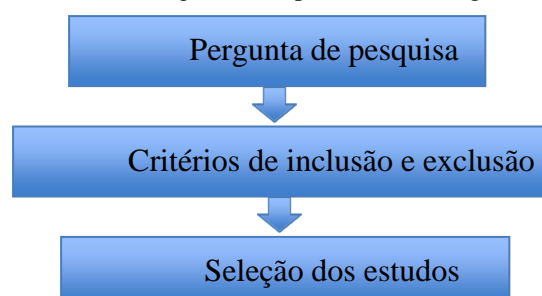 Pergunta de pesquisa
Critérios de inclusão e exclusão
Seleção dos estudos